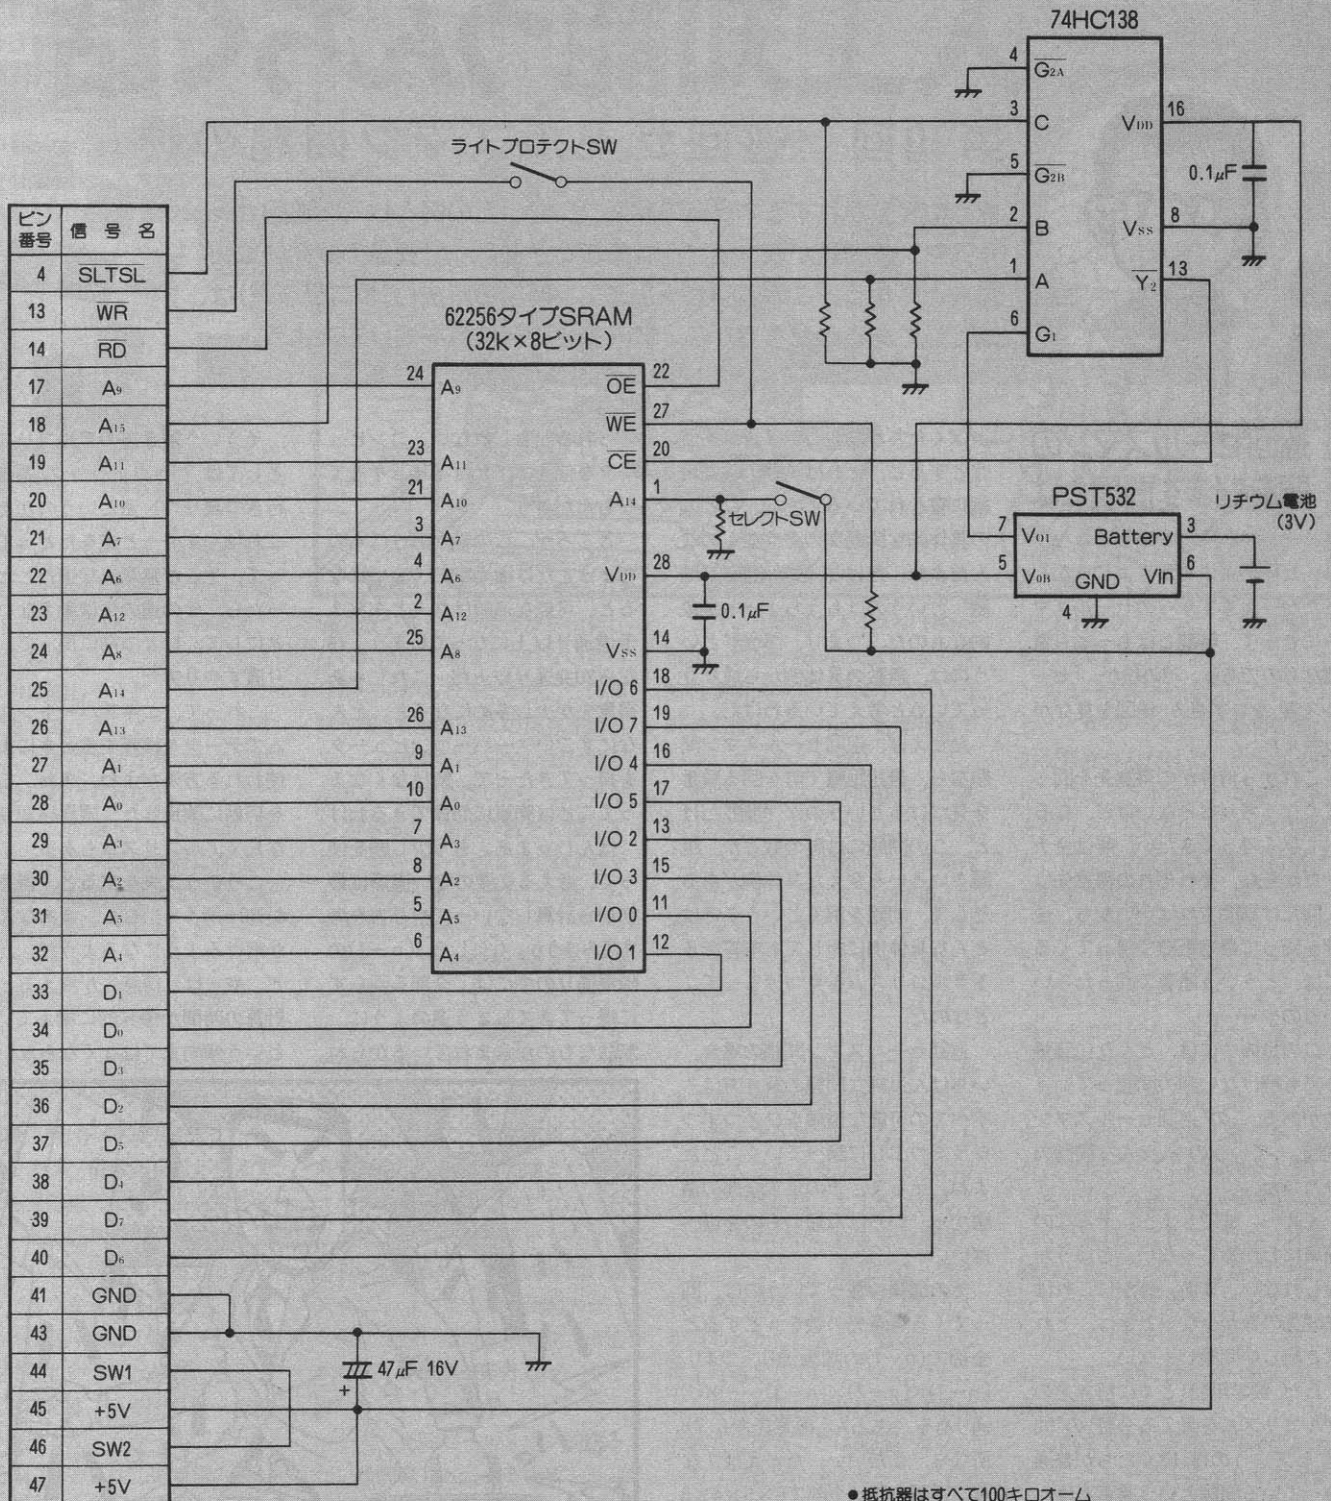 74HC138
4 G2A
3 C
5 G2B
2 B
1 A
6 G1
VDD 16
VSS 8
Y2 13
0.1μF
ライトプロテクトSW
ピン番号 信号名
4 SLTSL
13 WR
14 RD
17 A9
18 A15
19 A11
20 A10
21 A7
22 A6
23 A12
24 A8
25 A14
26 A13
27 A1
28 A0
29 A3
30 A2
31 A5
32 A4
33 D1
34 D0
35 D3
36 D2
37 D5
38 D4
39 D7
40 D6
41 GND
43 GND
44 SW1
45 +5V
46 SW2
47 +5V
62256タイプSRAM
(32k×8ビット)
24 A9
23 A11
21 A10
3 A7
4 A6
2 A12
25 A8
26 A13
9 A1
10 A0
7 A3
8 A2
5 A5
6 A4
OE 22
WE 27
CE 20
A14 1
VDD 28
VSS 14
I/O 6 18
I/O 7 19
I/O 4 16
I/O 5 17
I/O 2 13
I/O 3 15
I/O 0 11
I/O 1 12
セレクトSW
0.1μF
PST532
7 VO1
5 VOB
Battery 3
Vin 6
GND
4
リチウム電池
(3V)
47μF 16V
+
●抵抗器はすべて100キロオーム